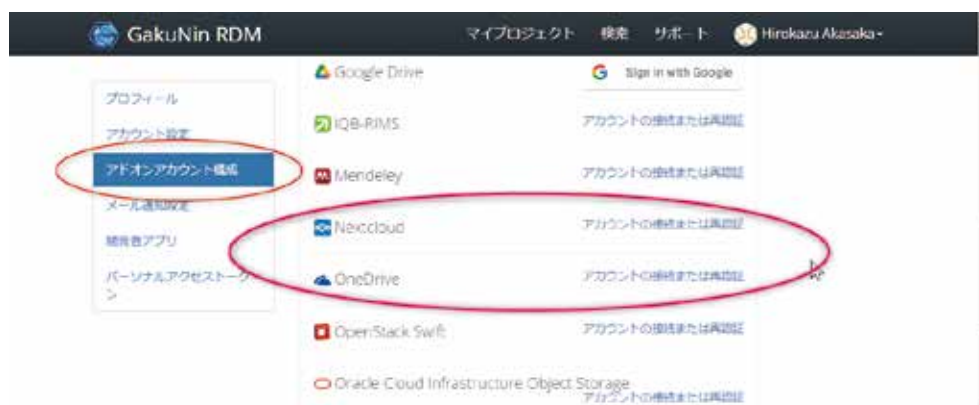 GakuNin RDM
マイプロジェクト 検索 サポート Hirokazu Akasaka
プロフィール
アカウント設定
アドオンアカウント構成
メール通知設定
開発者アプリ
パーソナルアクセストークン
Google Drive Sign in with Google
IQB-RIMS アカウントの接続または再認証
Mendeley アカウントの接続または再認証
Nextcloud アカウントの接続または再認証
OneDrive アカウントの接続または再認証
OpenStack Swift アカウントの接続または再認証
Oracle Cloud Infrastructure Object Storage
アカウントの接続または再認証